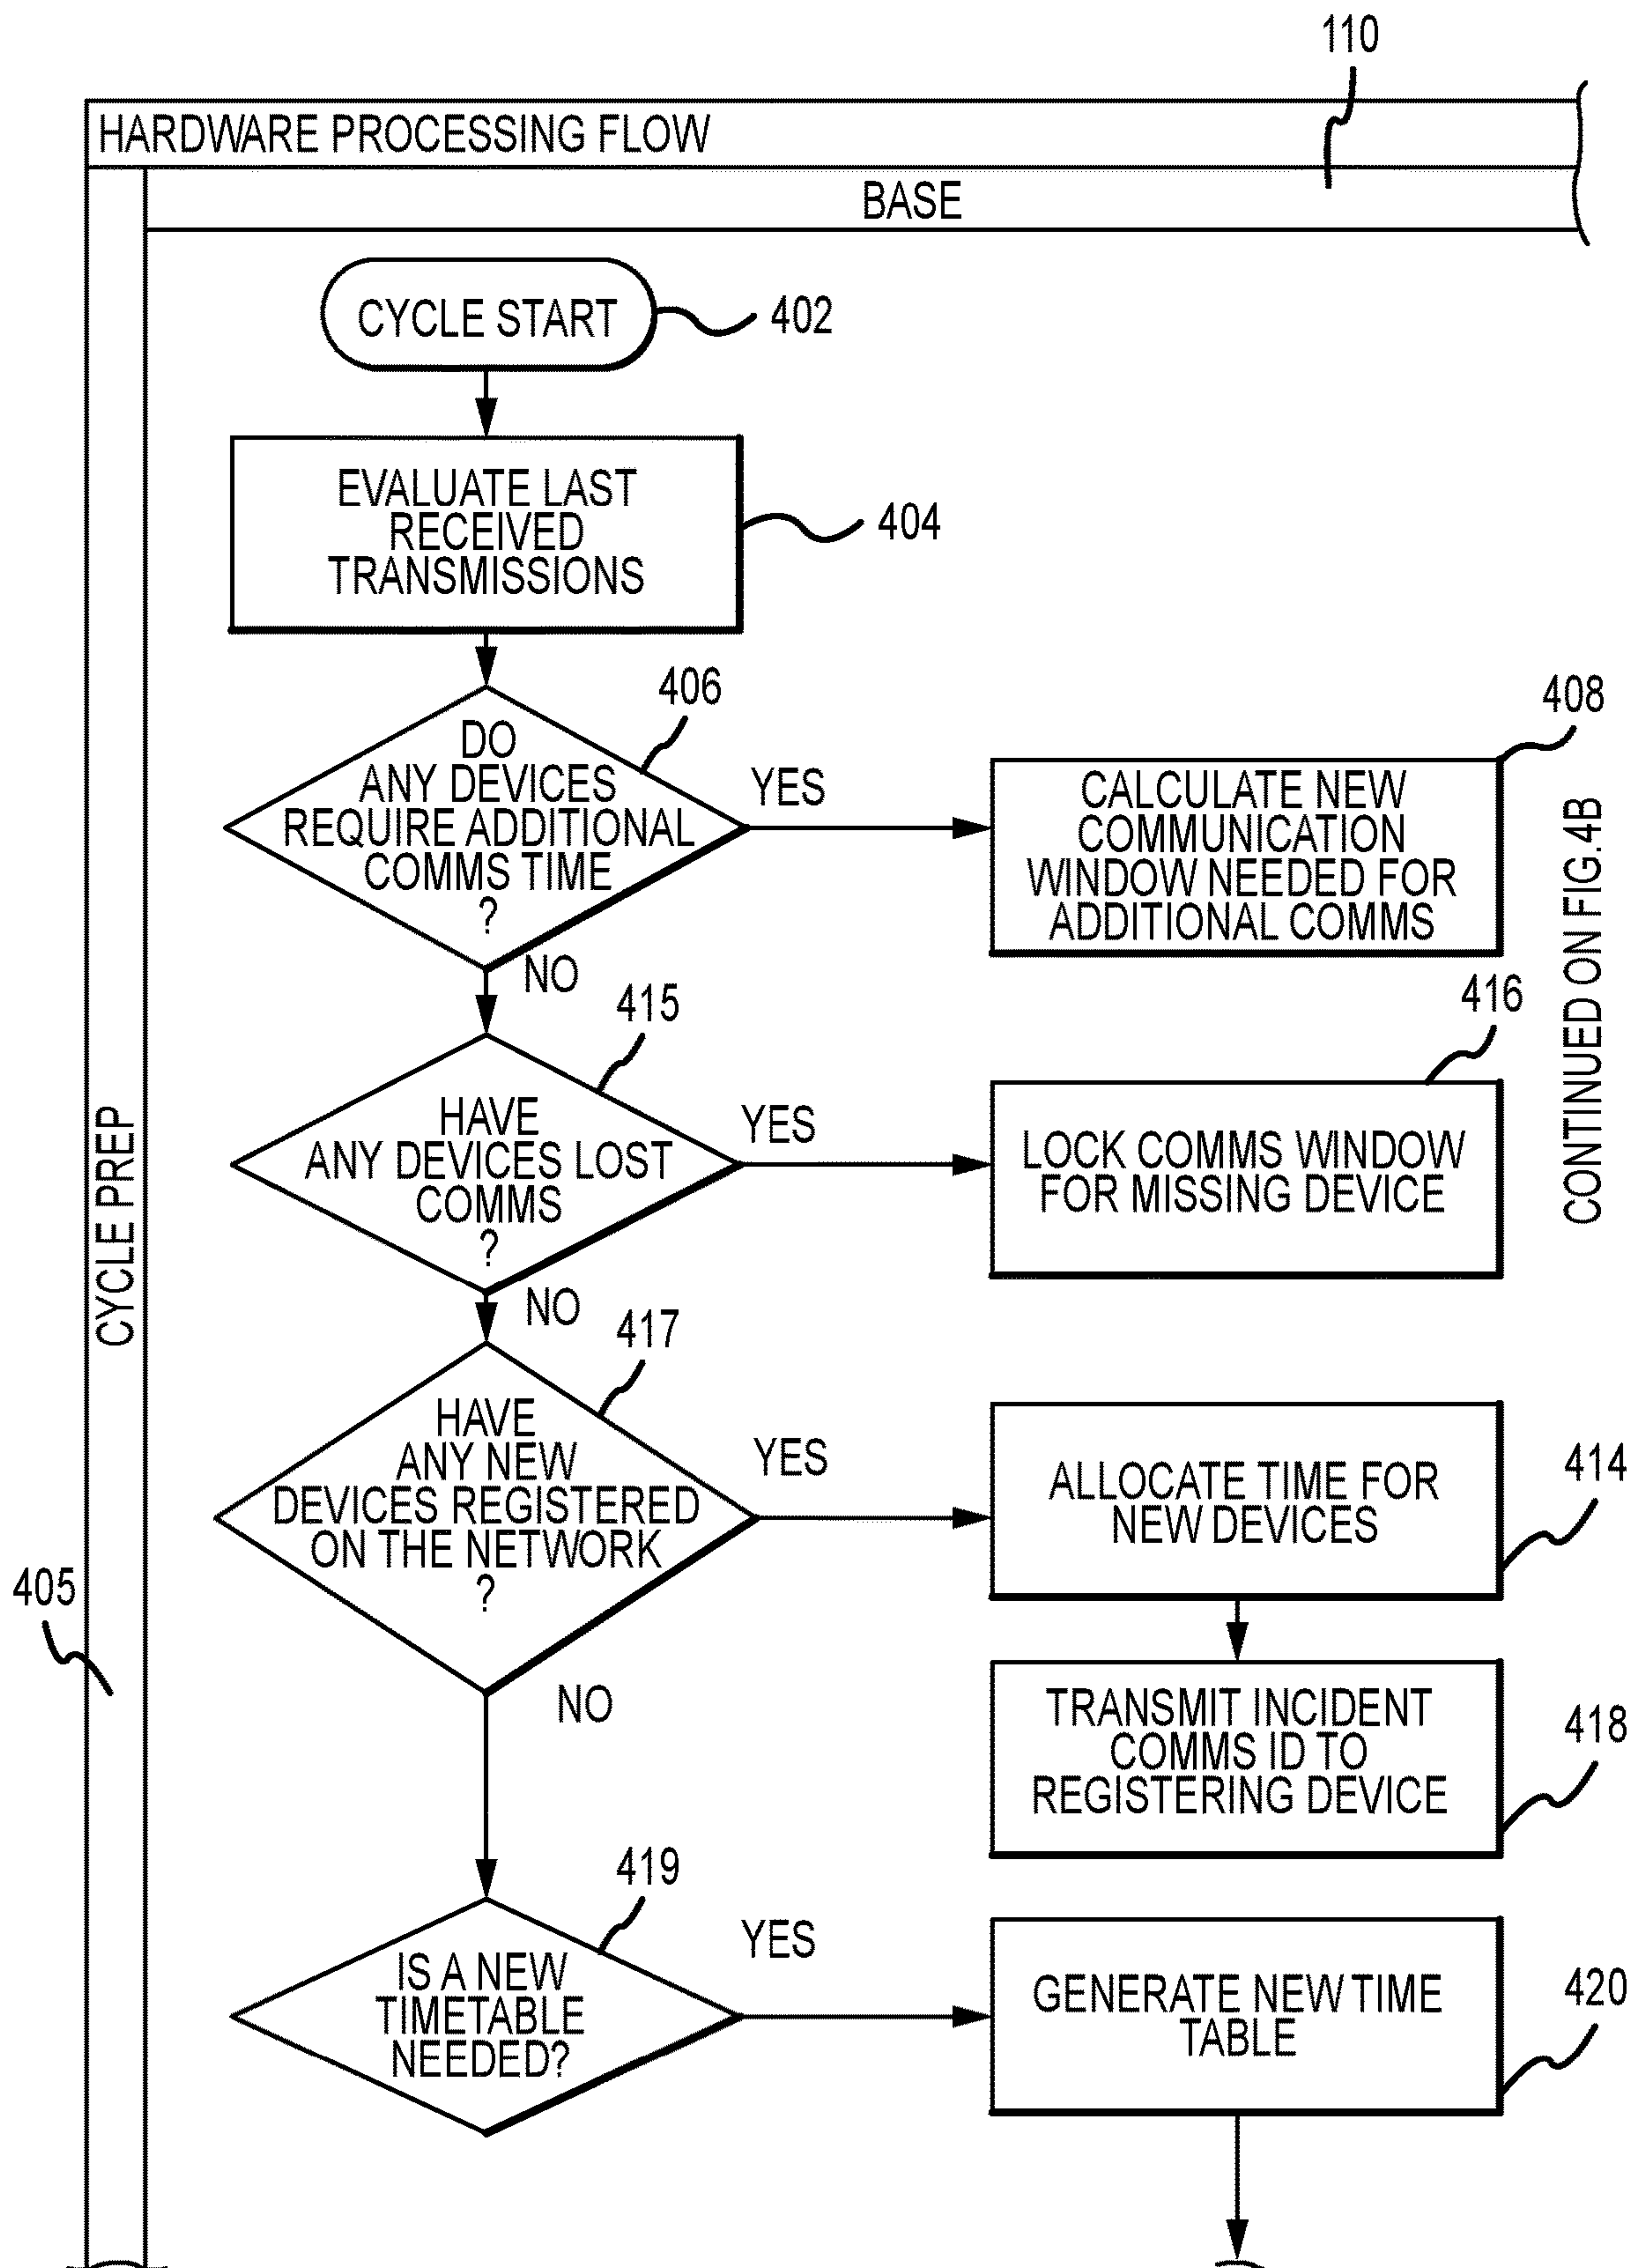 110
HARDWARE PROCESSING FLOW
BASE
CYCLE START
402
EVALUATE LAST
RECEIVED
TRANSMISSIONS
404
406
DO
ANY DEVICES
REQUIRE ADDITIONAL
COMMS TIME
?
YES
NO
408
CALCULATE NEW
COMMUNICATION
WINDOW NEEDED FOR
ADDITIONAL COMMS
CONTINUED ON FIG.4B
415
HAVE
ANY DEVICES LOST
COMMS
?
YES
NO
416
LOCK COMMS WINDOW
FOR MISSING DEVICE
CYCLE PREP
405
417
HAVE
ANY NEW
DEVICES REGISTERED
ON THE NETWORK
?
YES
NO
ALLOCATE TIME FOR
NEW DEVICES
414
TRANSMIT INCIDENT
COMMS ID TO
REGISTERING DEVICE
418
419
IS A NEW
TIMETABLE
NEEDED?
YES
GENERATE NEW TIME
TABLE
420